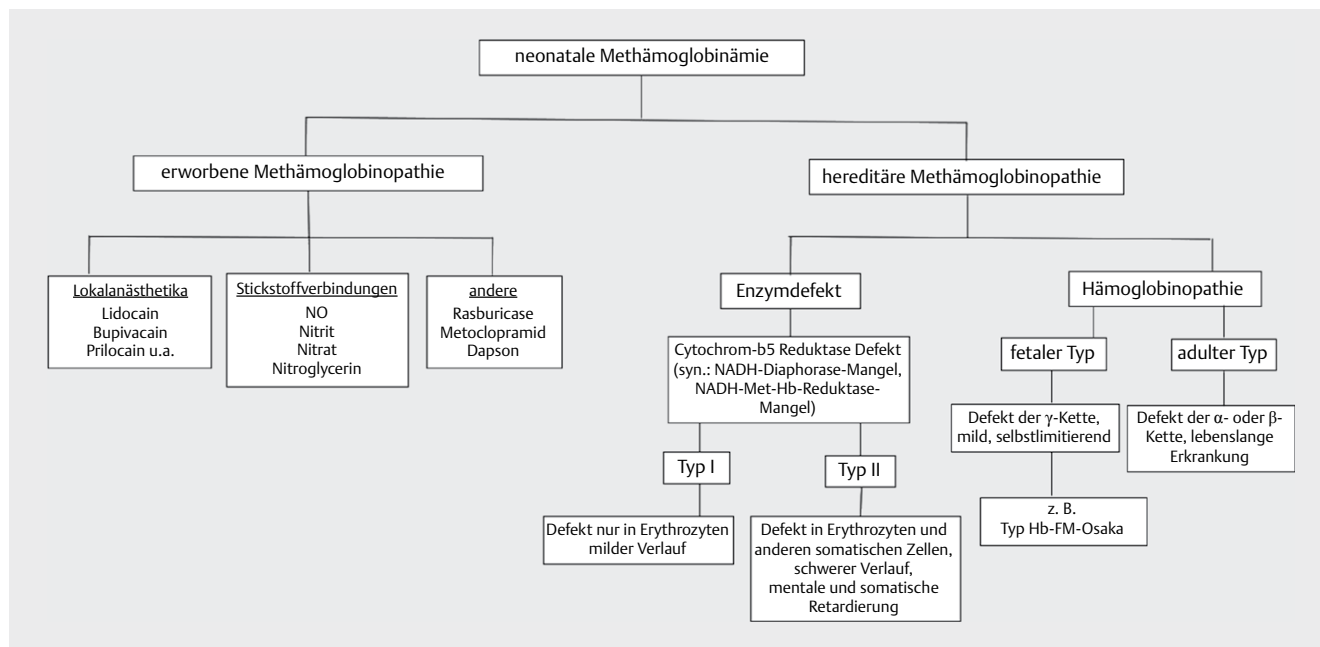 neonatale Methämoglobinämie
erworbene Methämoglobinopathie
hereditäre Methämoglobinopathie
Lokalanästhetika
Lidocain
Bupivacain
Prilocain u.a.
Stickstoffverbindungen
NO
Nitrit
Nitrat
Nitroglycerin
andere
Rasburicase
Metoclopramid
Dapson
Enzymdefekt
Hämoglobinopathie
Cytochrom-b5 Reduktase Defekt
(syn.: NADH-Diaphorase-Mangel,
NADH-Met-Hb-Reduktase-
Mangel)
fetaler Typ
adulter Typ
Defekt der γ-Kette,
mild, selbstlimitierend
Defekt der α- oder β-
Kette, lebenslange
Erkrankung
Typ I
Typ II
z. B.
Typ Hb-FM-Osaka
Defekt nur in Erythrozyten
milder Verlauf
Defekt in Erythrozyten und
anderen somatischen Zellen,
schwerer Verlauf,
mentale und somatische
Retardierung